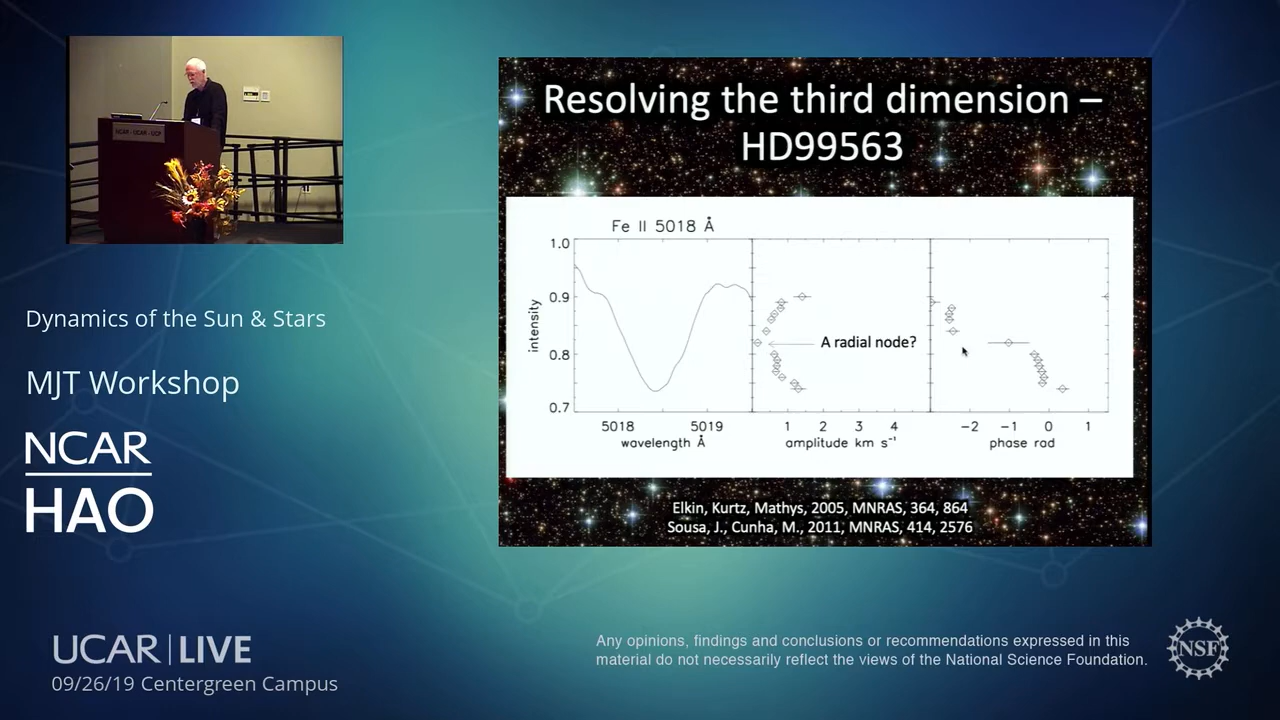 NCAR - UCAR - UCP
Dynamics of the Sun & Stars
MJT Workshop
NCAR
HAO
UCAR | LIVE
09/26/19 Centergreen Campus
Resolving the third dimension –
HD99563
Fe II 5018 Å
1.0
0.9
0.8
0.7
intensity
5018 5019
wavelength Å
A radial node?
1 2 3 4
amplitude km s⁻¹
−2 −1 0 1
phase rad
Elkin, Kurtz, Mathys, 2005, MNRAS, 364, 864
Sousa, J., Cunha, M., 2011, MNRAS, 414, 2576
Any opinions, findings and conclusions or recommendations expressed in this
material do not necessarily reflect the views of the National Science Foundation.
NSF